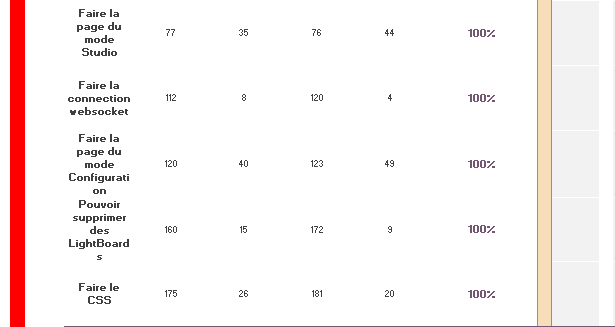 Faire la
page du
mode
Studio
77 35 76 44 100%
Faire la
connection
websocket
112 8 120 4 100%
Faire la
page du
mode
Configurati
on
120 40 123 49 100%
Pouvoir
supprimer
des
LightBoard
s
160 15 172 9 100%
Faire le
CSS
175 26 181 20 100%